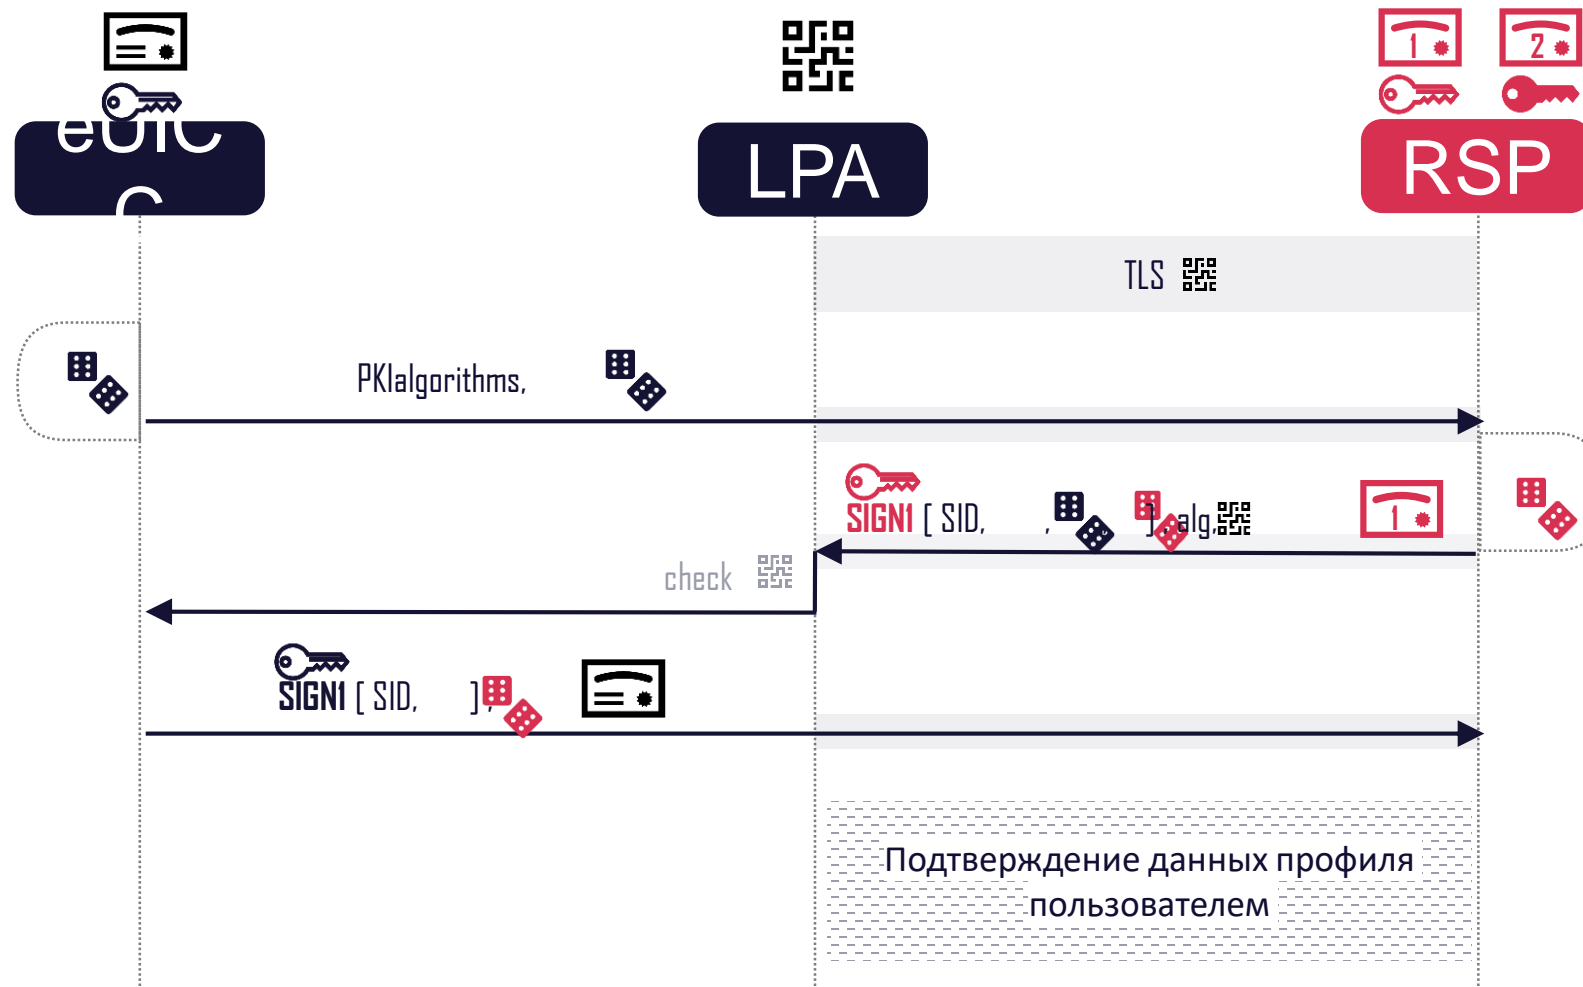 1 2
eUIC
C
LPA
RSP
TLS
PKIalgorithms,
SIGN1 [ SID, , , ] , alg,
1
check
SIGN1 [ SID, ],
Подтверждение данных профиля
пользователем